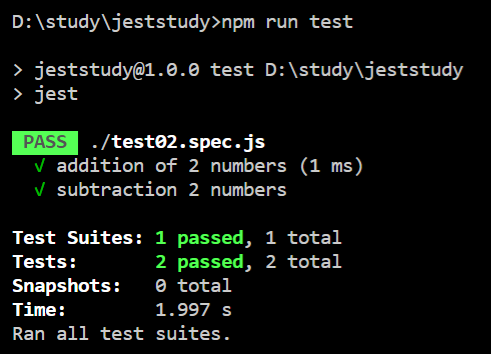 D:\study\jeststudy>npm run test
> jeststudy@1.0.0 test D:\study\jeststudy
> jest
PASS ./test02.spec.js
√ addition of 2 numbers (1 ms)
√ subtraction 2 numbers
Test Suites: 1 passed, 1 total
Tests:       2 passed, 2 total
Snapshots:   0 total
Time:        1.997 s
Ran all test suites.